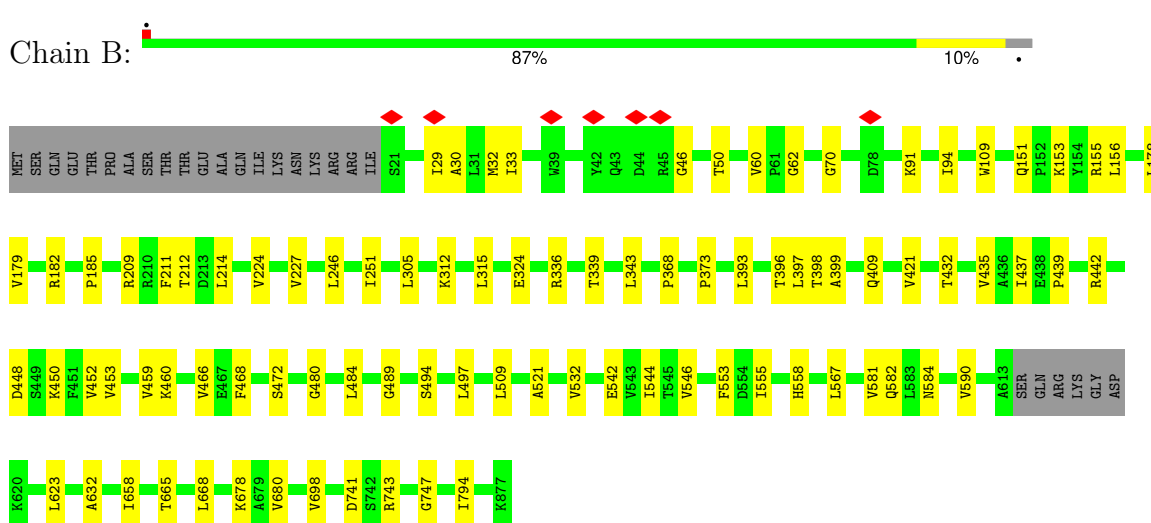 Chain B:
87%
10%
MET SER GLN GLU THR PRO ALA SER THR THR GLU ALA GLN ILE LYS ASN LYS ARG ARG ILE S21 I29 A30 L31 M32 I33 W39 Y42 Q43 D44 R45 G46 T50 V60 P61 G62 G70 D78 K91 I94 W109 Q151 P152 K153 Y154 R155 L156
V179 R182 P185 R209 R210 F211 T212 D213 L214 V224 V227 L246 I251 L305 K312 L315 E324 R336 T339 L343 P368 P373 L393 T396 L397 T398 A399 Q409 V421 T432 V435 A436 I437 E438 P439 R442
D448 S449 K450 F451 V452 V453 V459 K460 V466 E467 F468 S472 G480 L484 G489 S494 L497 L509 A521 V532 E542 V543 I544 T545 V546 F553 D554 I555 H558 L567 V581 Q582 L583 N584 V590 A613 SER GLN ARG LYS GLY ASP
K620 L623 A632 I658 T665 L668 K678 A679 V680 V698 D741 S742 R743 G747 I794 K877